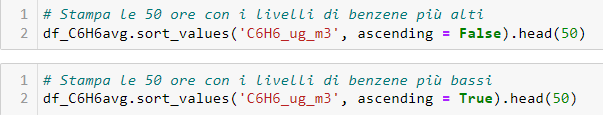 1 # Stampa le 50 ore con i livelli di benzene più alti
2 df_C6H6avg.sort_values('C6H6_ug_m3', ascending = False).head(50)
1 # Stampa le 50 ore con i livelli di benzene più bassi
2 df_C6H6avg.sort_values('C6H6_ug_m3', ascending = True).head(50)